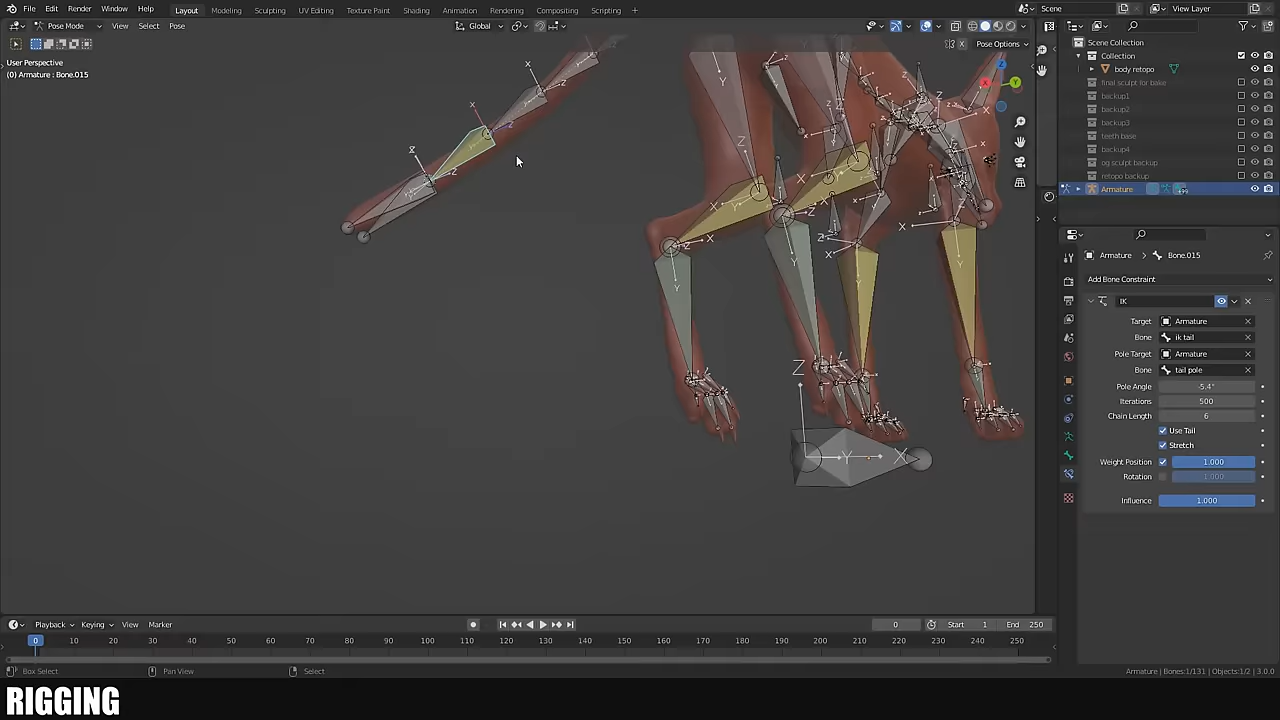 File Edit Render Window Help
Layout Modeling Sculpting UV Editing Texture Paint Shading Animation Rendering Compositing Scripting +
Scene
View Layer
Pose Mode View Select Pose
Global
Pose Options
X
User Perspective
(0) Armature : Bone.015
Scene Collection
Collection
body retopo
final sculpt for bake
backup1
backup2
backup3
teeth base
backup4
og sculpt backup
retopo backup
Armature
Armature > Bone.015
Add Bone Constraint
IK
Target Armature
Bone ik tail
Pole Target Armature
Bone tail pole
Pole Angle -5.4°
Iterations 500
Chain Length 6
Use Tail
Stretch
Weight Position 1.000
Rotation 1.000
Influence 1.000
Playback Keying View Marker
0 Start 1 End 250
0 10 20 30 40 50 60 70 80 90 100 110 120 130 140 150 160 170 180 190 200 210 220 230 240 250
Box Select Pan View Select
Armature | Bones:1/131 | Objects:1/2 | 3.0.0
RIGGING